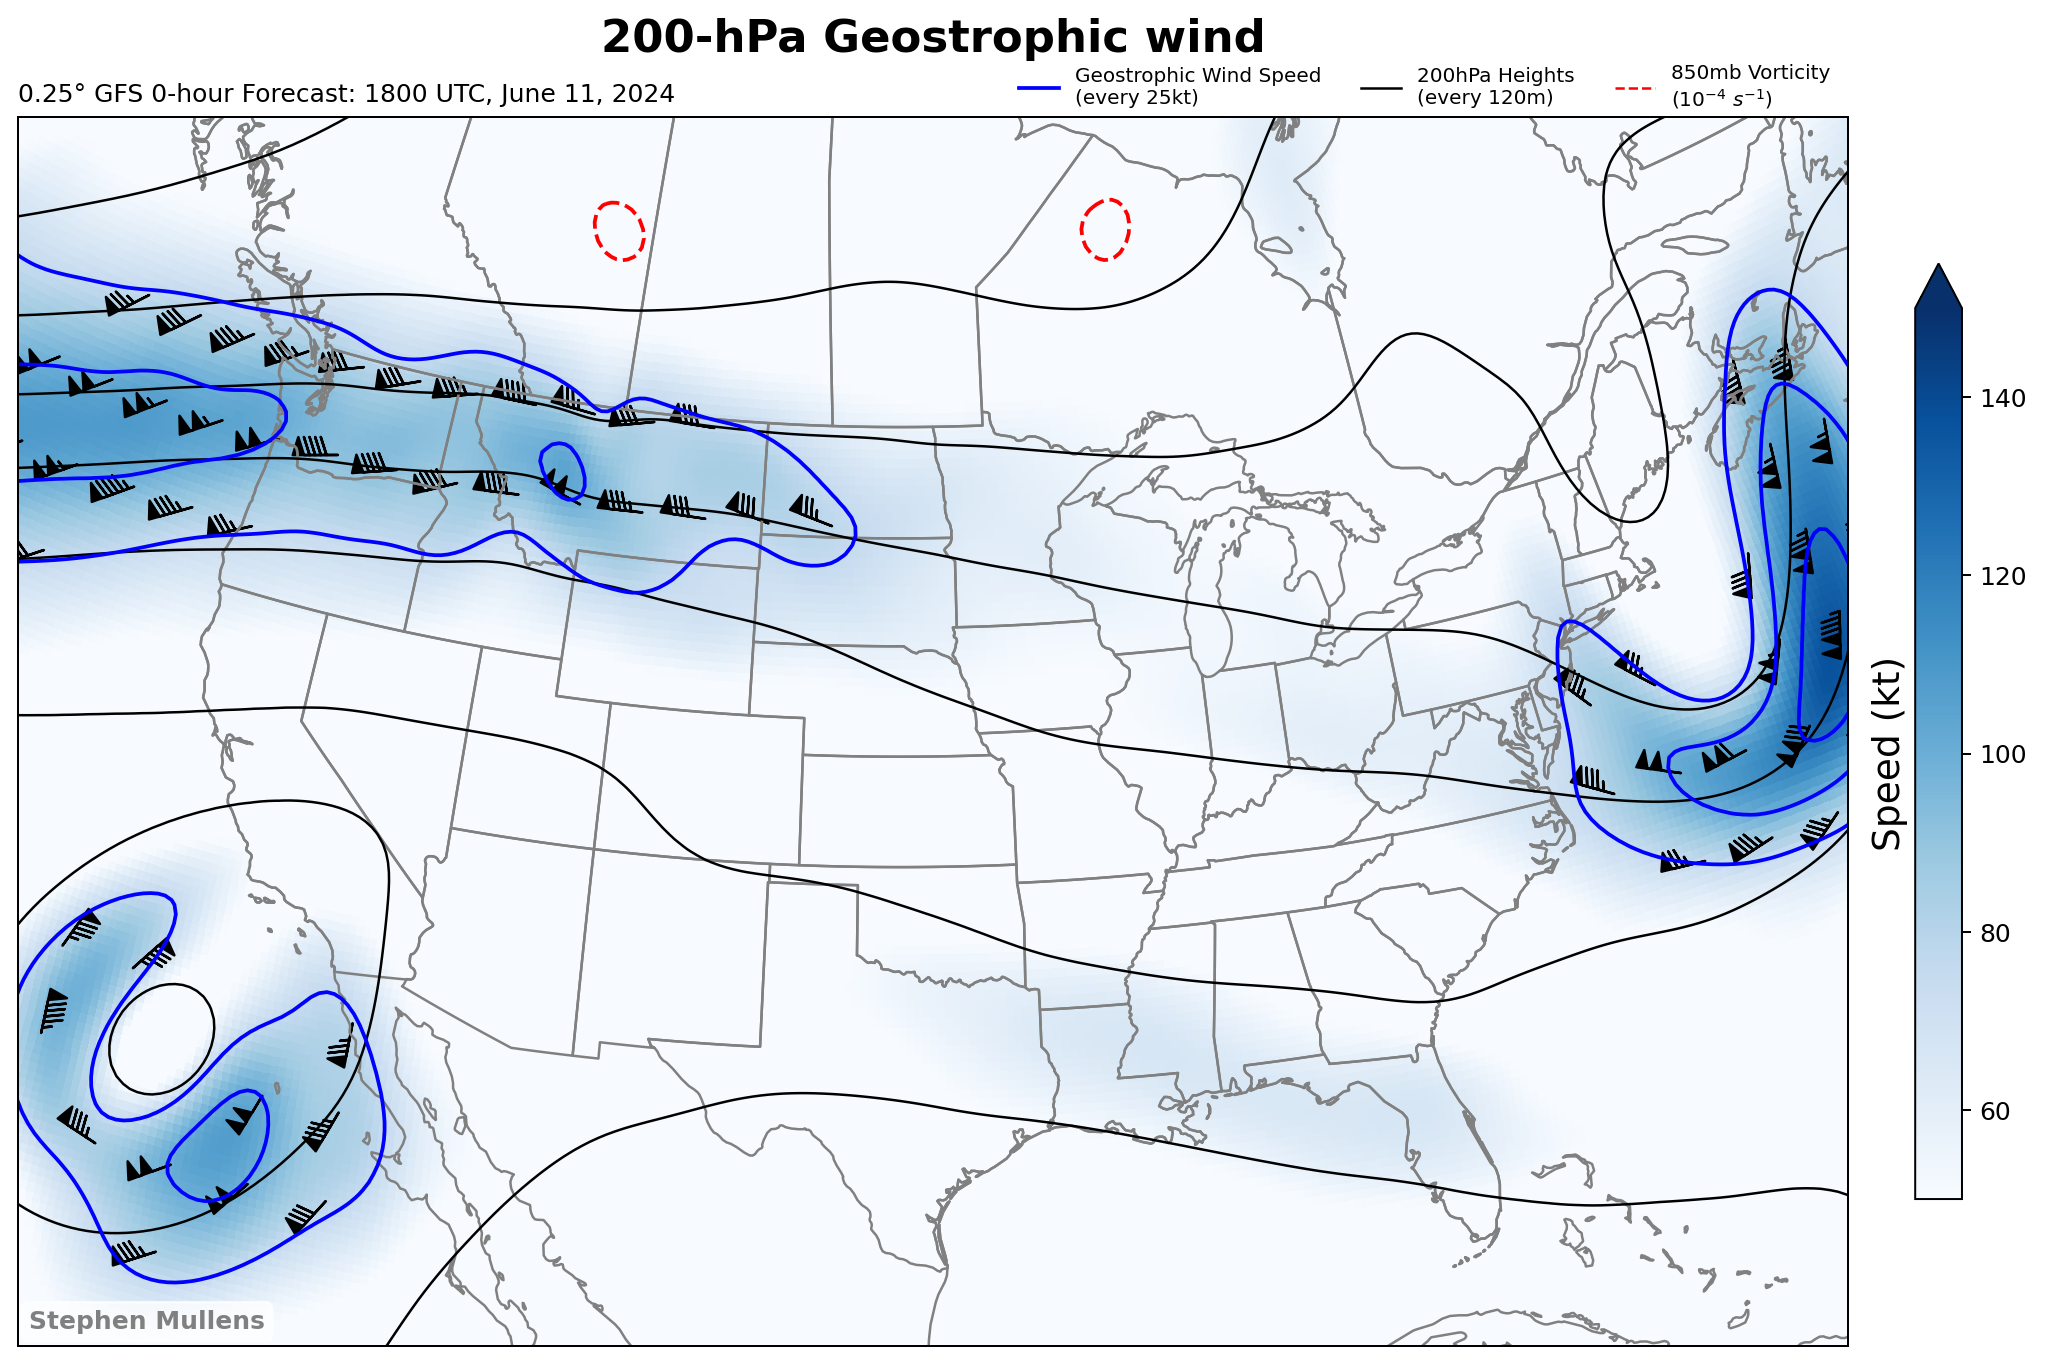 200-hPa Geostrophic wind
0.25° GFS 0-hour Forecast: 1800 UTC, June 11, 2024
Geostrophic Wind Speed
(every 25kt)
200hPa Heights
(every 120m)
850mb Vorticity
(10⁻⁴ s⁻¹)
140
120
100
80
60
Speed (kt)
Stephen Mullens